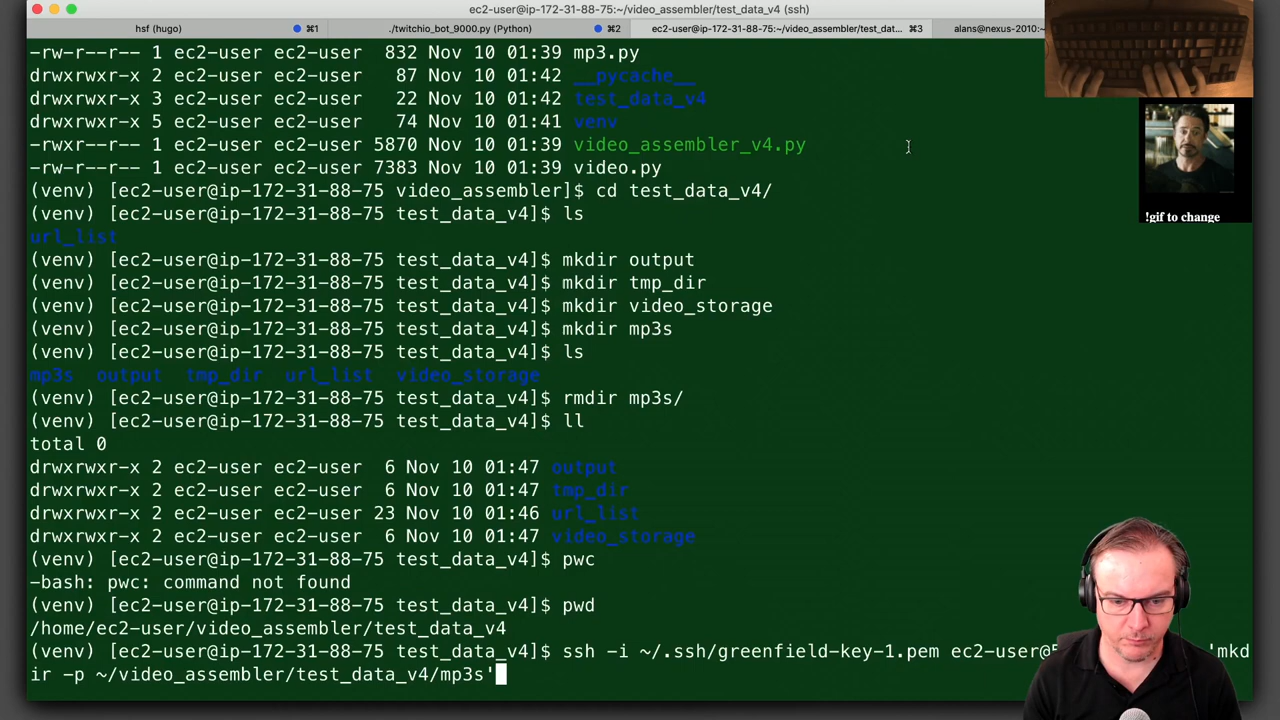 ec2-user@ip-172-31-88-75:~/video_assembler/test_data_v4 (ssh)
hsf (hugo) ⌘1 ./twitchio_bot_9000.py (Python) ⌘2 ec2-user@ip-172-31-88-75:~/video_assembler/test_dat... ⌘3 alans@nexus-2010:
-rw-r--r-- 1 ec2-user ec2-user 832 Nov 10 01:39 mp3.py
drwxrwxr-x 2 ec2-user ec2-user 87 Nov 10 01:42 __pycache__
drwxrwxr-x 3 ec2-user ec2-user 22 Nov 10 01:42 test_data_v4
drwxrwxr-x 5 ec2-user ec2-user 74 Nov 10 01:41 venv
-rwxr--r-- 1 ec2-user ec2-user 5870 Nov 10 01:39 video_assembler_v4.py
-rw-r--r-- 1 ec2-user ec2-user 7383 Nov 10 01:39 video.py
(venv) [ec2-user@ip-172-31-88-75 video_assembler]$ cd test_data_v4/
(venv) [ec2-user@ip-172-31-88-75 test_data_v4]$ ls
url_list
(venv) [ec2-user@ip-172-31-88-75 test_data_v4]$ mkdir output
(venv) [ec2-user@ip-172-31-88-75 test_data_v4]$ mkdir tmp_dir
(venv) [ec2-user@ip-172-31-88-75 test_data_v4]$ mkdir video_storage
(venv) [ec2-user@ip-172-31-88-75 test_data_v4]$ mkdir mp3s
(venv) [ec2-user@ip-172-31-88-75 test_data_v4]$ ls
mp3s output tmp_dir url_list video_storage
(venv) [ec2-user@ip-172-31-88-75 test_data_v4]$ rmdir mp3s/
(venv) [ec2-user@ip-172-31-88-75 test_data_v4]$ ll
total 0
drwxrwxr-x 2 ec2-user ec2-user 6 Nov 10 01:47 output
drwxrwxr-x 2 ec2-user ec2-user 6 Nov 10 01:47 tmp_dir
drwxrwxr-x 2 ec2-user ec2-user 23 Nov 10 01:46 url_list
drwxrwxr-x 2 ec2-user ec2-user 6 Nov 10 01:47 video_storage
(venv) [ec2-user@ip-172-31-88-75 test_data_v4]$ pwc
-bash: pwc: command not found
(venv) [ec2-user@ip-172-31-88-75 test_data_v4]$ pwd
/home/ec2-user/video_assembler/test_data_v4
(venv) [ec2-user@ip-172-31-88-75 test_data_v4]$ ssh -i ~/.ssh/greenfield-key-1.pem ec2-user@ 'mkd
ir -p ~/video_assembler/test_data_v4/mp3s'
!gif to change